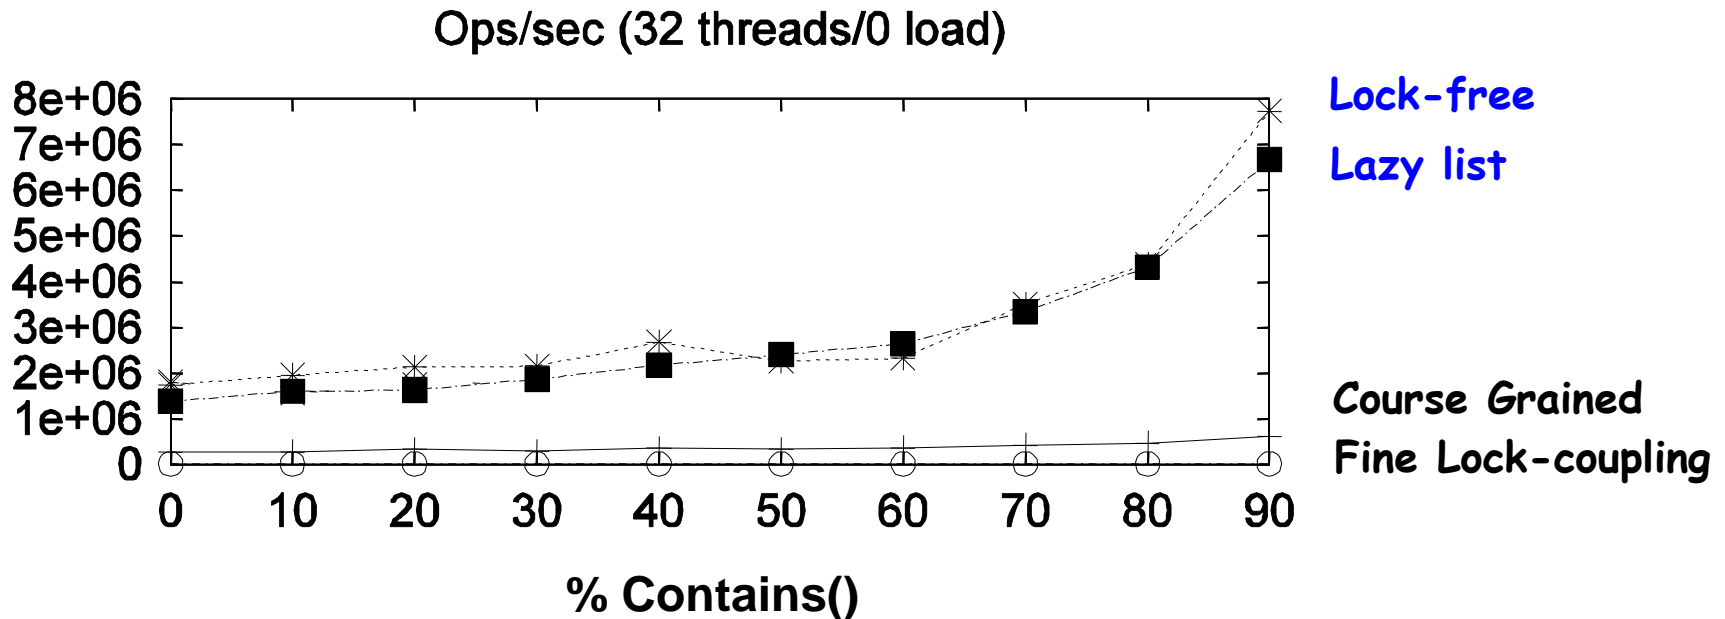 Ops/sec (32 threads/0 load)
8e+06
7e+06
6e+06
5e+06
4e+06
3e+06
2e+06
1e+06
0
0 10 20 30 40 50 60 70 80 90
% Contains()
Lock-free
Lazy list
Course Grained
Fine Lock-coupling